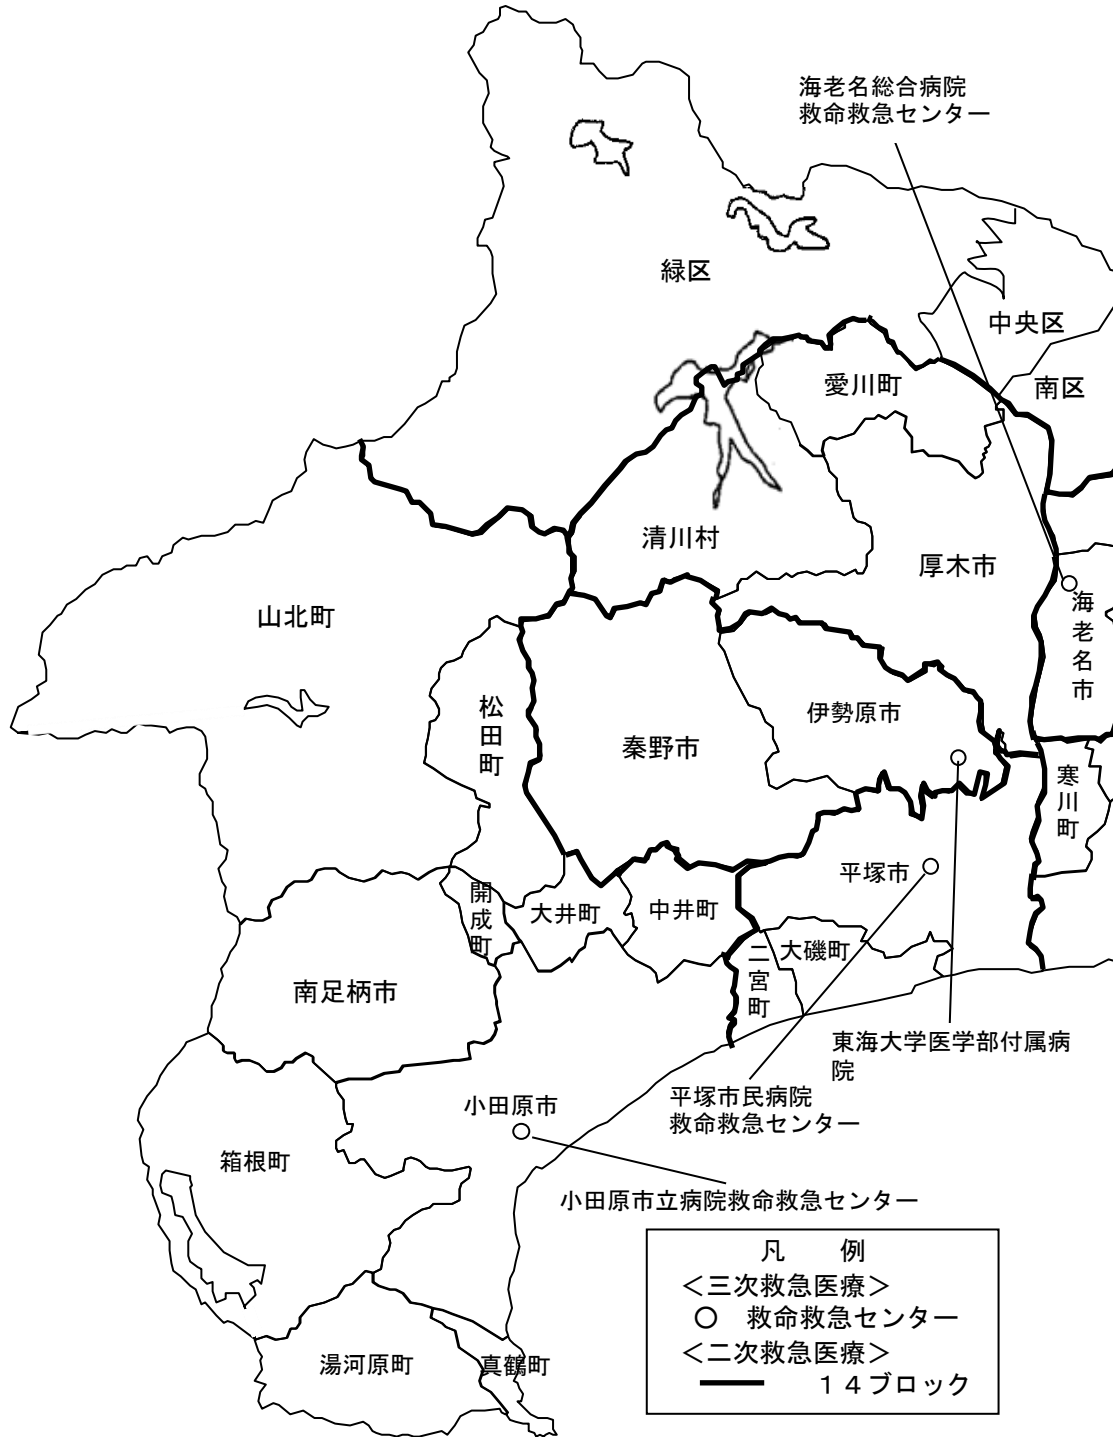 海老名総合病院
救命救急センター
緑区
中央区
南区
愛川町
清川村
厚木市
海老名市
山北町
松田町
秦野市
伊勢原市
寒川町
平塚市
開成町
大井町
中井町
二宮町
大磯町
南足柄市
東海大学医学部付属病
院
平塚市民病院
救命救急センター
小田原市
箱根町
小田原市立病院救命救急センター
湯河原町
真鶴町
凡　例
＜三次救急医療＞
○　救命救急センター
＜二次救急医療＞
１４ブロック